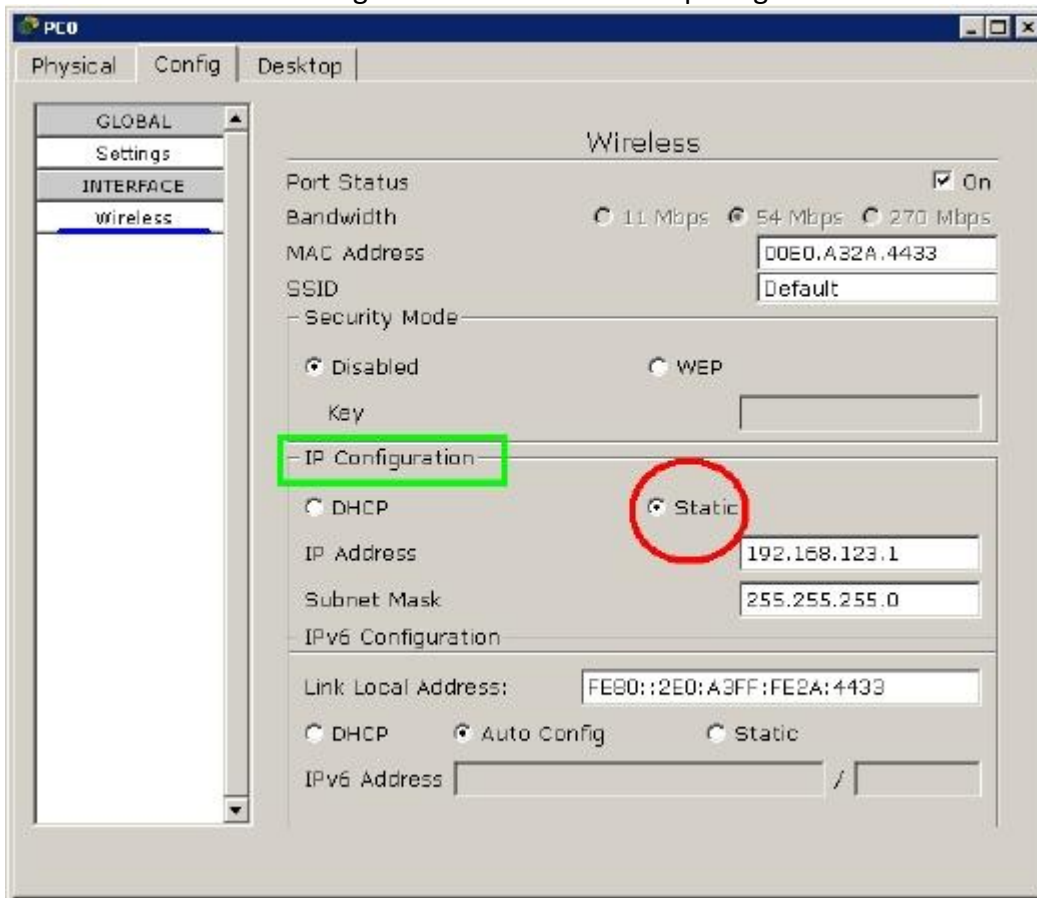 PC0
Physical Config Desktop
GLOBAL
Settings
INTERFACE
Wireless
Wireless
Port Status On
Bandwidth 11 Mbps 54 Mbps 270 Mbps
MAC Address 00E0.A32A.4433
SSID Default
Security Mode
Disabled WEP
Key
IP Configuration
DHCP Static
IP Address 192.168.123.1
Subnet Mask 255.255.255.0
IPv6 Configuration
Link Local Address: FE80::2E0:A3FF:FE2A:4433
DHCP Auto Config Static
IPv6 Address /